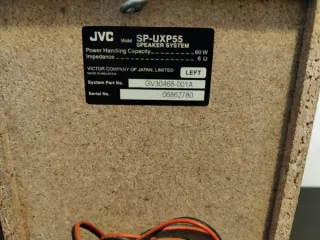 JVC Model SP-UXP55
SPEAKER SYSTEM
Power Handling Capacity 60 W
Impedance 6 Ω
VICTOR COMPANY OF JAPAN, LIMITED
MADE IN MALAYSIA
LEFT
System Part No. GV30468-001A
Serial No. 06862780